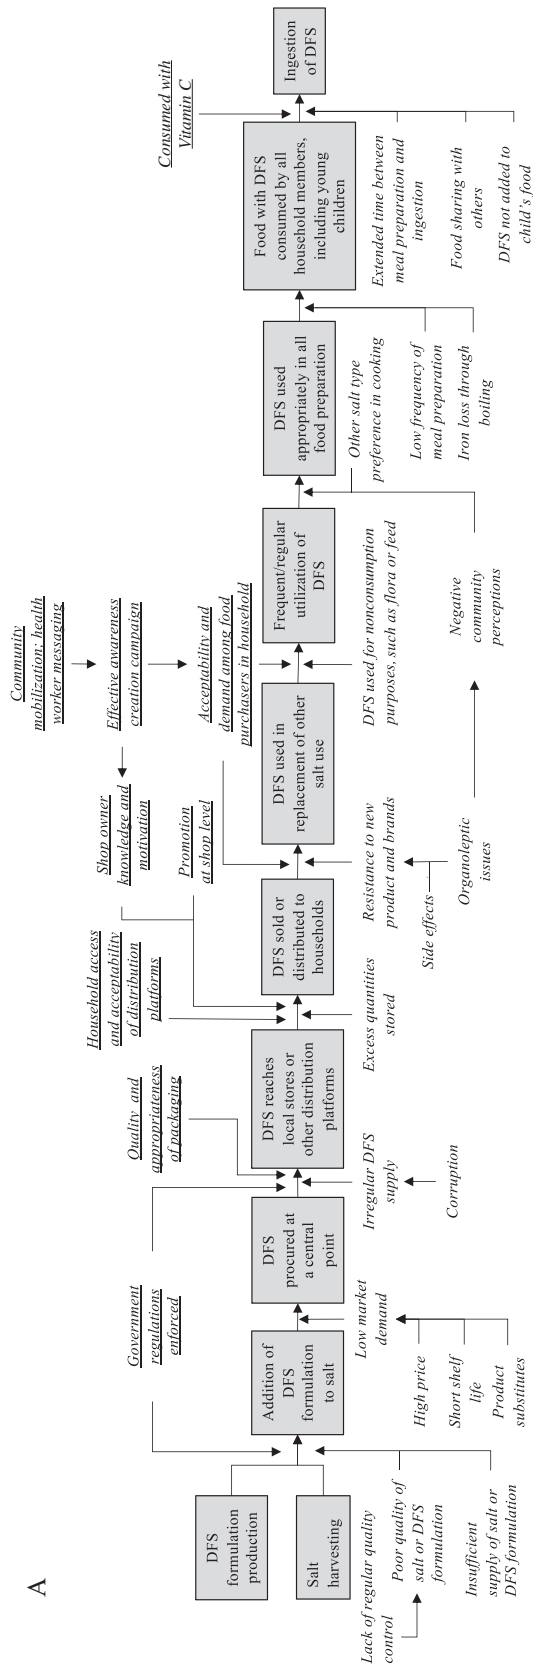 A
DFS
formulation
production
Salt
harvesting
Lack of regular quality
control
Poor quality of
salt or DFS
formulation
Insufficient
supply of salt or
DFS formulation
Government
regulations
enforced
Addition of
DFS
formulation
to salt
Low market
demand
High price
Short shelf
life
Product
substitutes
DFS
procured at
a central
point
Quality and
appropriateness
of packaging
Irregular DFS
supply
Corruption
DFS reaches
local stores or
other distribution
platforms
Household access
and acceptability
of distribution
platforms
Excess quantities
stored
Shop owner
knowledge and
motivation
Promotion
at shop level
DFS sold or
distributed to
households
Resistance to new
product and brands
Side effects
Organoleptic
issues
Community
mobilization; health
worker messaging
Effective awareness
creation campaign
Acceptability and
demand among food
purchasers in household
DFS used in
replacement of other
salt use
DFS used for nonconsumption
purposes, such as flora or feed
Frequent/regular
utilization of
DFS
Other salt type
preference in cooking
Negative
community
perceptions
DFS used
appropriately in all
food preparation
Low frequency of
meal preparation
Iron loss through
boiling
Food with DFS
consumed by all
household members,
including young
children
Consumed with
Vitamin C
Extended time between
meal preparation and
ingestion
Food sharing with
others
DFS not added to
child's food
Ingestion
of DFS